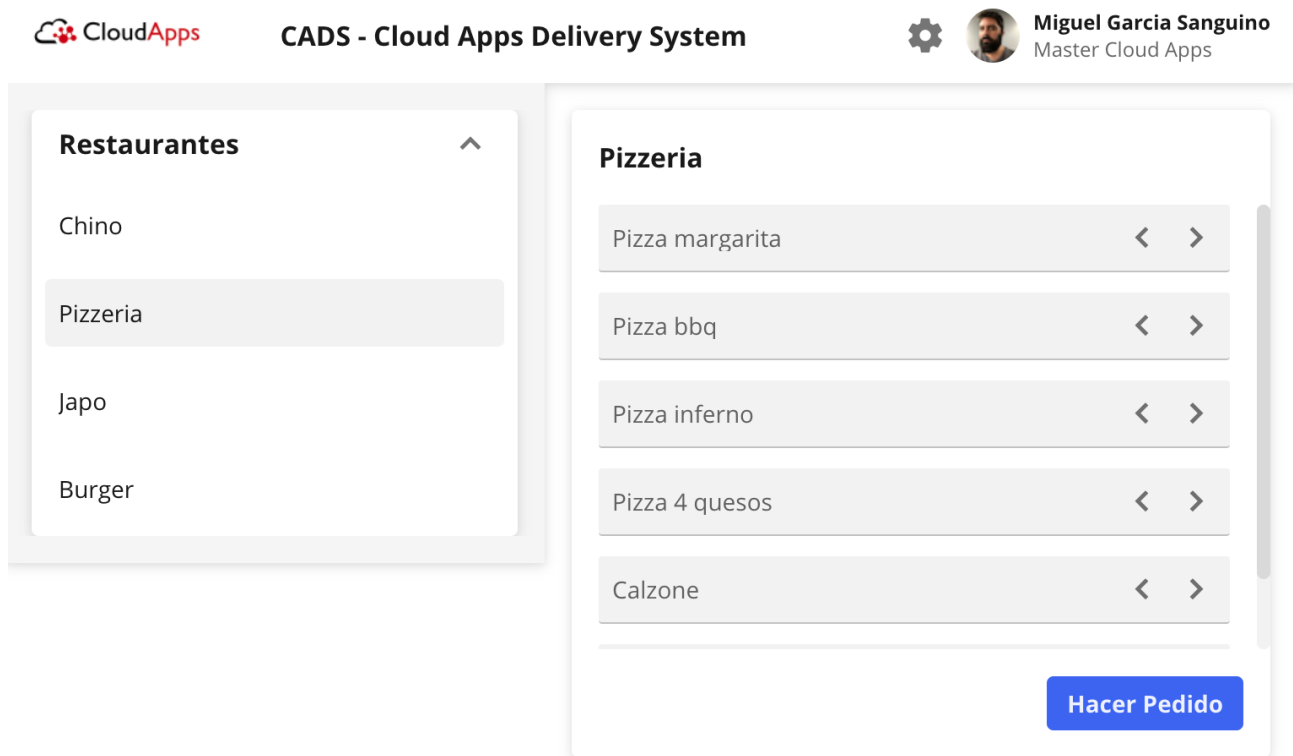 CloudApps
CADS - Cloud Apps Delivery System
Miguel Garcia Sanguino
Master Cloud Apps
Restaurantes
Chino
Pizzeria
Japo
Burger
Pizzeria
Pizza margarita
Pizza bbq
Pizza inferno
Pizza 4 quesos
Calzone
Hacer Pedido